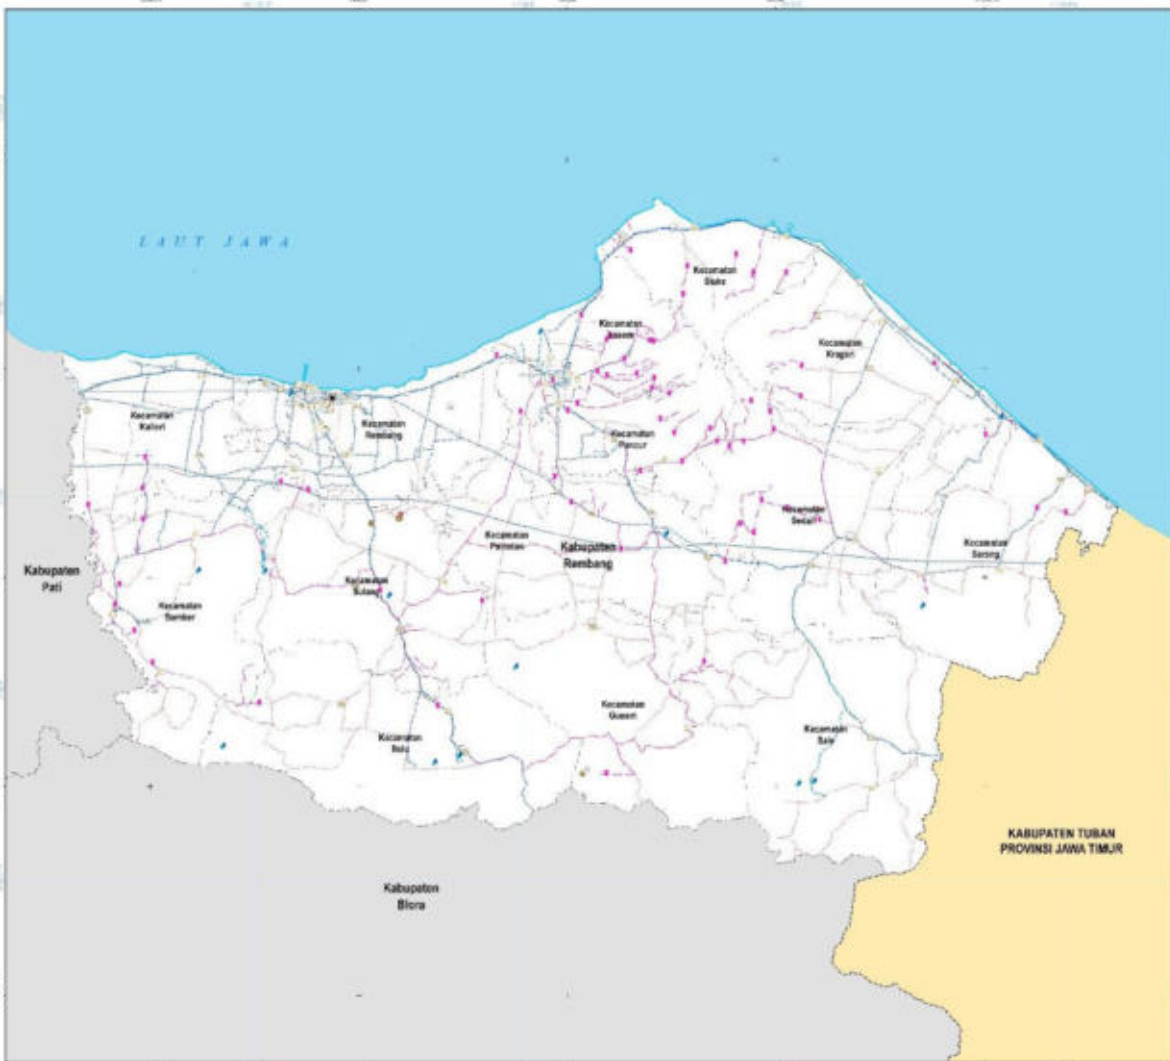 LAUT JAWA
Kecamatan
Sluke
Kecamatan
Lasem
Kecamatan
Kragan
Kecamatan
Kaliori
Kecamatan
Rembang
Kecamatan
Pancur
Kecamatan
Sedan
Kecamatan
Pamotan
Kabupaten
Rembang
Kecamatan
Sarang
Kabupaten
Pati
Kecamatan
Sulang
Kecamatan
Sumber
Kecamatan
Gunem
Kecamatan
Bulu
Kecamatan
Sale
KABUPATEN TUBAN
PROVINSI JAWA TIMUR
Kabupaten
Blora